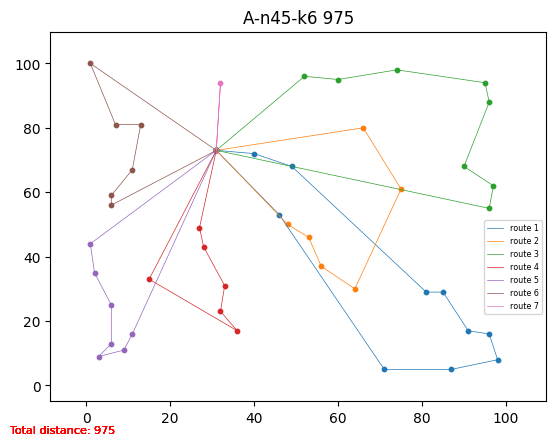 A-n45-k6 975
100
80
60
40
20
0
0 20 40 60 80 100
route 1
route 2
route 3
route 4
route 5
route 6
route 7
Total distance: 975